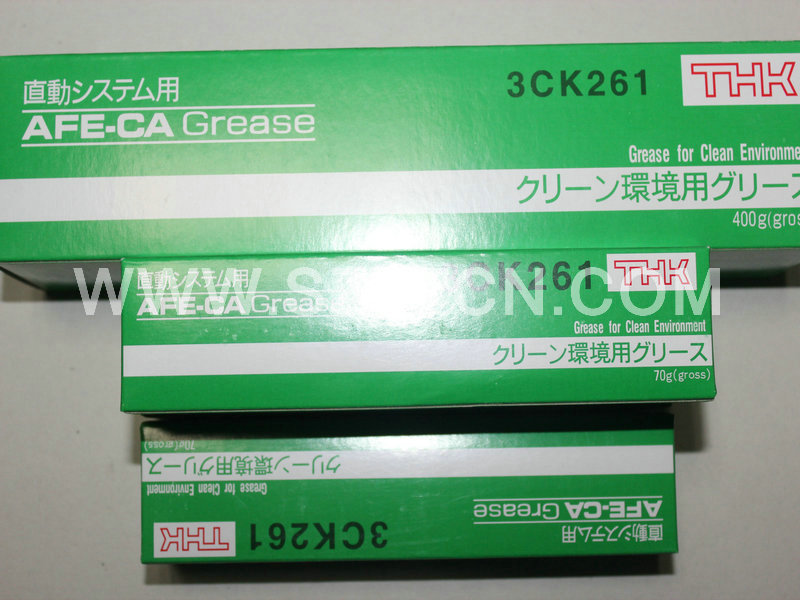 直動システム用
AFE-CA Grease
3CK261
THK
Grease for Clean Environme
クリーン環境用グリース
400g(gros
直動システム用
AFE-CA Grease
CK261
THK
Grease for Clean Environment
クリーン環境用グリース
70g(gross)
直動システム用
AFE-CA Grease
3CK261
THK
Grease for Clean Environment
クリーン環境用グリース
70g(gross)